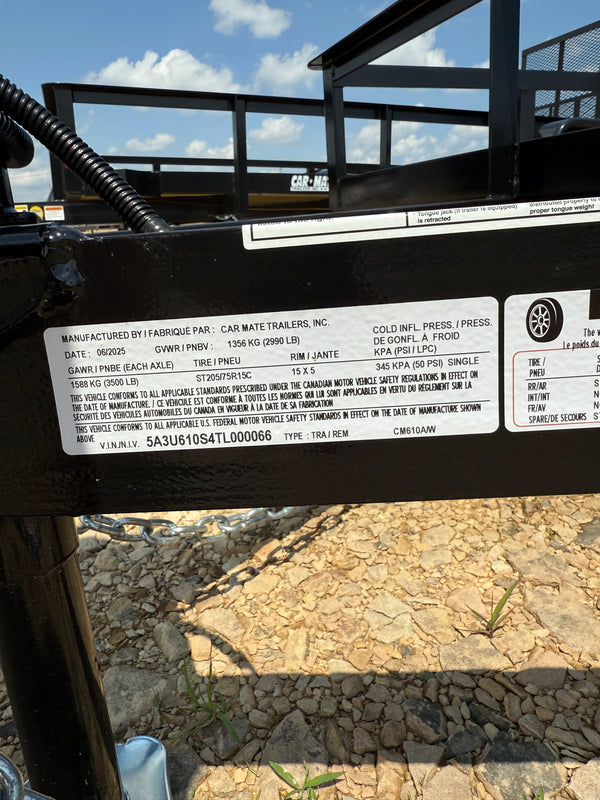 CAR·MATE
Tongue jack (if trailer is equipped)
is retracted
distributed properly to
proper tongue weight
MANUFACTURED BY / FABRIQUÉ PAR : CAR MATE TRAILERS, INC.
DATE : 06/2025 GVWR / PNBV : 1356 KG (2990 LB)
COLD INFL. PRESS. / PRESS. DE GONFL. À FROID
GAWR / PNBE (EACH AXLE) TIRE / PNEU RIM / JANTE KPA (PSI / LPC)
1588 KG (3500 LB) ST205/75R15C 15 X 5 345 KPA (50 PSI) SINGLE
THIS VEHICLE CONFORMS TO ALL APPLICABLE STANDARDS PRESCRIBED UNDER THE CANADIAN MOTOR VEHICLE SAFETY REGULATIONS IN EFFECT ON
THE DATE OF MANUFACTURE. / CE VÉHICULE EST CONFORME À TOUTES LES NORMES QUI LUI SONT APPLICABLES EN VERTU DU RÈGLEMENT SUR LA
SÉCURITÉ DES VÉHICULES AUTOMOBILES DU CANADA EN VIGUEUR À LA DATE DE SA FABRICATION
THIS VEHICLE CONFORMS TO ALL APPLICABLE U.S. FEDERAL MOTOR VEHICLE SAFETY STANDARDS IN EFFECT ON THE DATE OF MANUFACTURE SHOWN
ABOVE V.I.N./N.I.V. 5A3U610S4TL000066 TYPE : TRA / REM CM610A/W
The
Le poids du
TIRE /
PNEU
RR/AR
INT/INT
FR/AV
SPARE/DE SECOURS